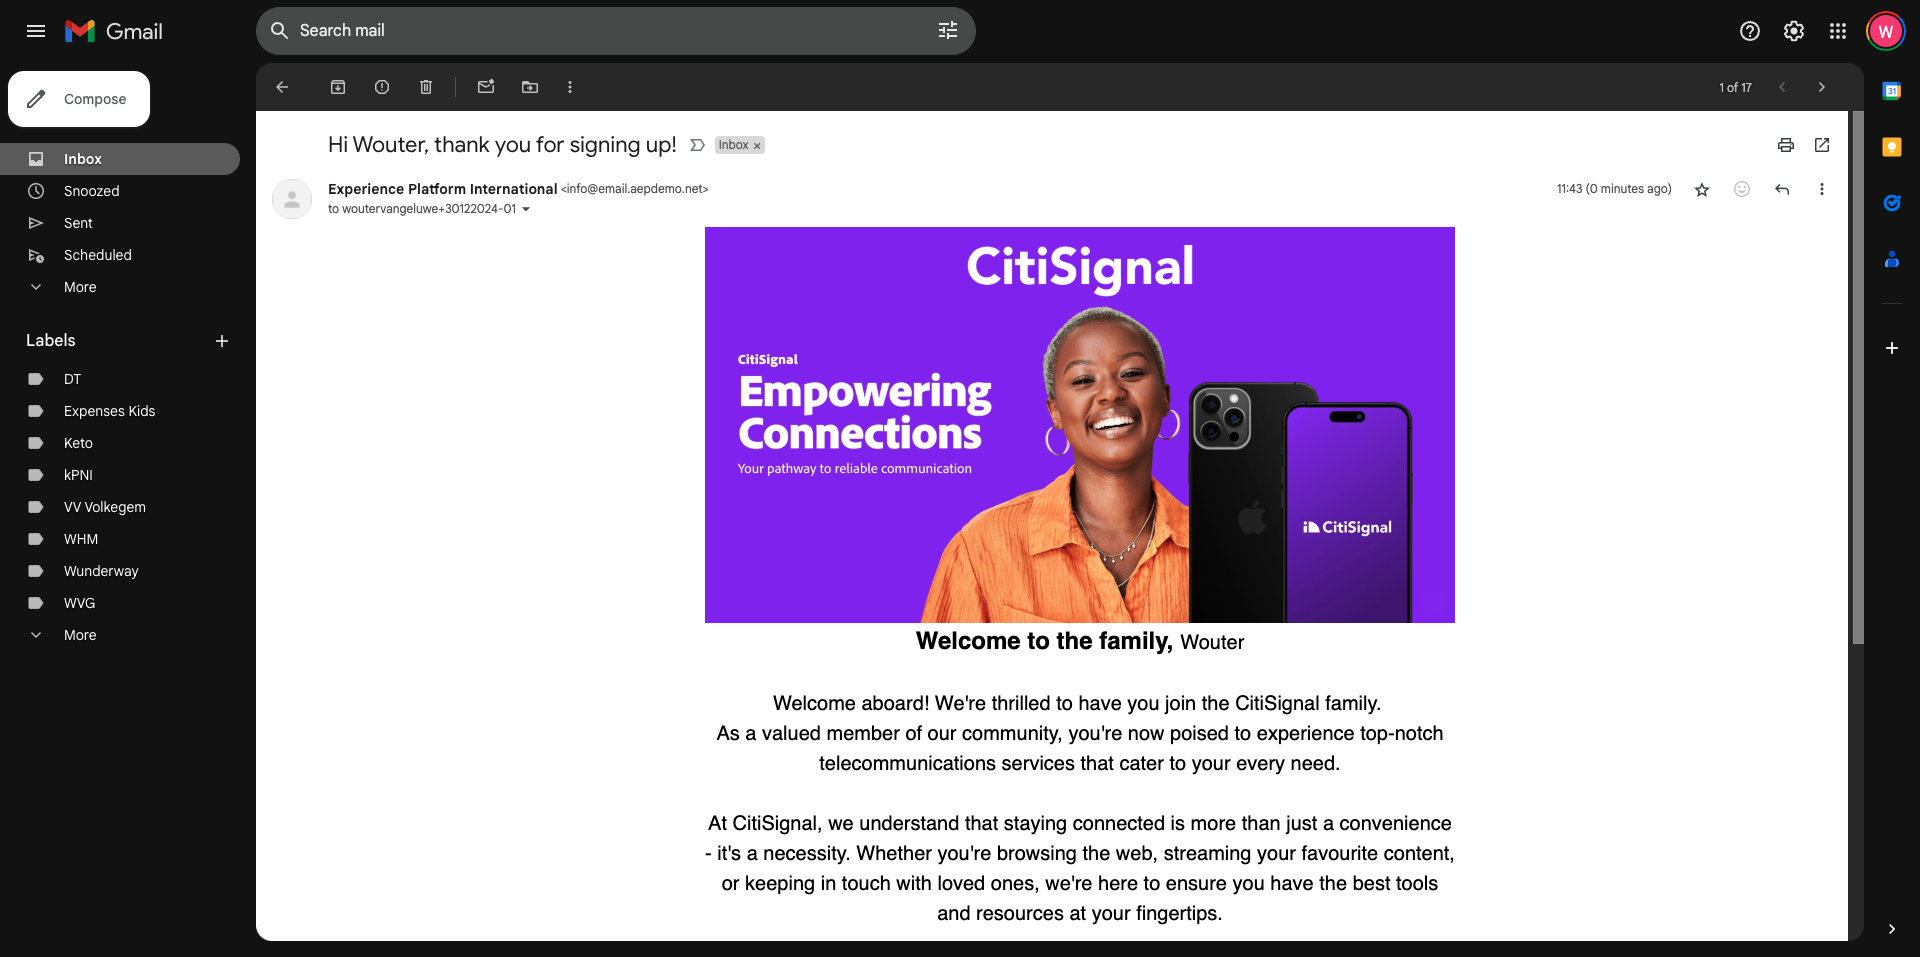 Gmail
Search mail
W
Compose
1 of 17
31
Inbox
Snoozed
Sent
Scheduled
More
Labels
DT
Expenses Kids
Keto
kPNI
VV Volkegem
WHM
Wunderway
WVG
More
Hi Wouter, thank you for signing up!
Inbox ×
Experience Platform International <info@email.aepdemo.net>
11:43 (0 minutes ago)
to woutervangeluwe+30122024-01
CitiSignal
CitiSignal
Empowering
Connections
Your pathway to reliable communication
CitiSignal
Welcome to the family, Wouter
Welcome aboard! We're thrilled to have you join the CitiSignal family.
As a valued member of our community, you're now poised to experience top-notch
telecommunications services that cater to your every need.
At CitiSignal, we understand that staying connected is more than just a convenience
- it's a necessity. Whether you're browsing the web, streaming your favourite content,
or keeping in touch with loved ones, we're here to ensure you have the best tools
and resources at your fingertips.